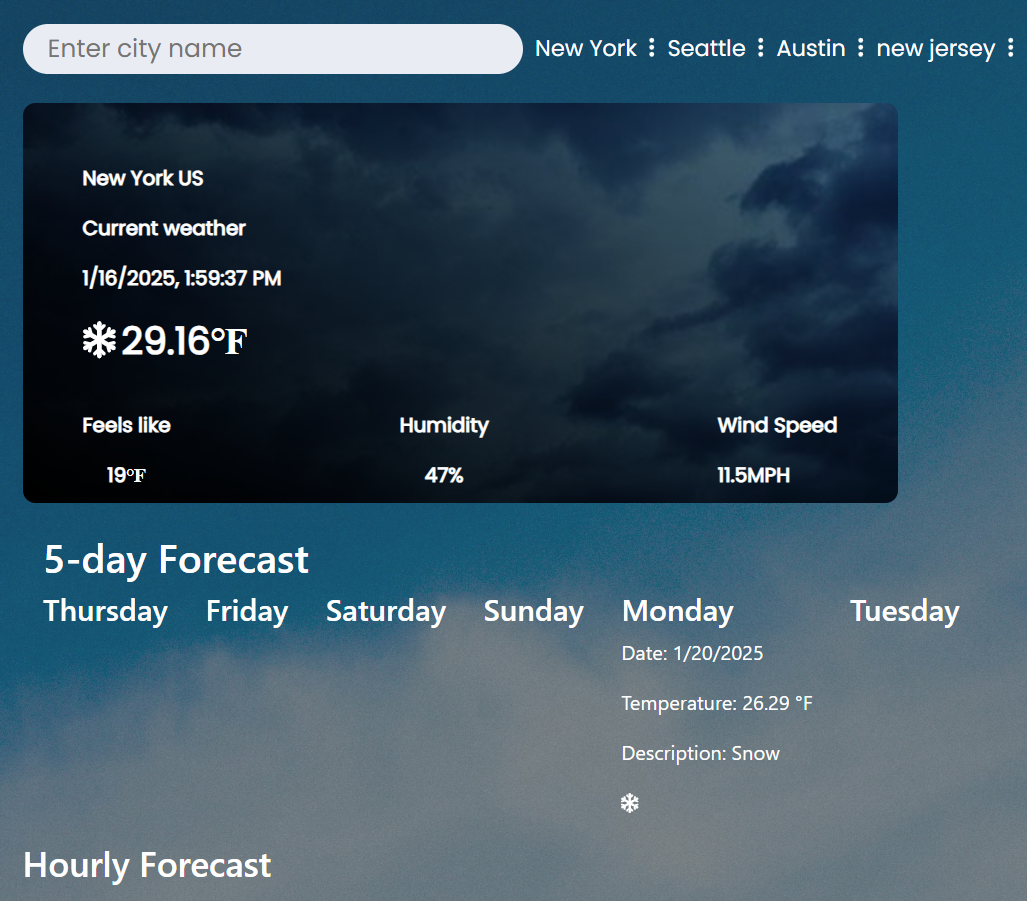 Enter city name
New York ⋮ Seattle ⋮ Austin ⋮ new jersey ⋮
New York US
Current weather
1/16/2025, 1:59:37 PM
29.16°F
Feels like Humidity Wind Speed
19°F 47% 11.5MPH
5-day Forecast
Thursday Friday Saturday Sunday Monday Tuesday
Date: 1/20/2025
Temperature: 26.29 °F
Description: Snow
Hourly Forecast